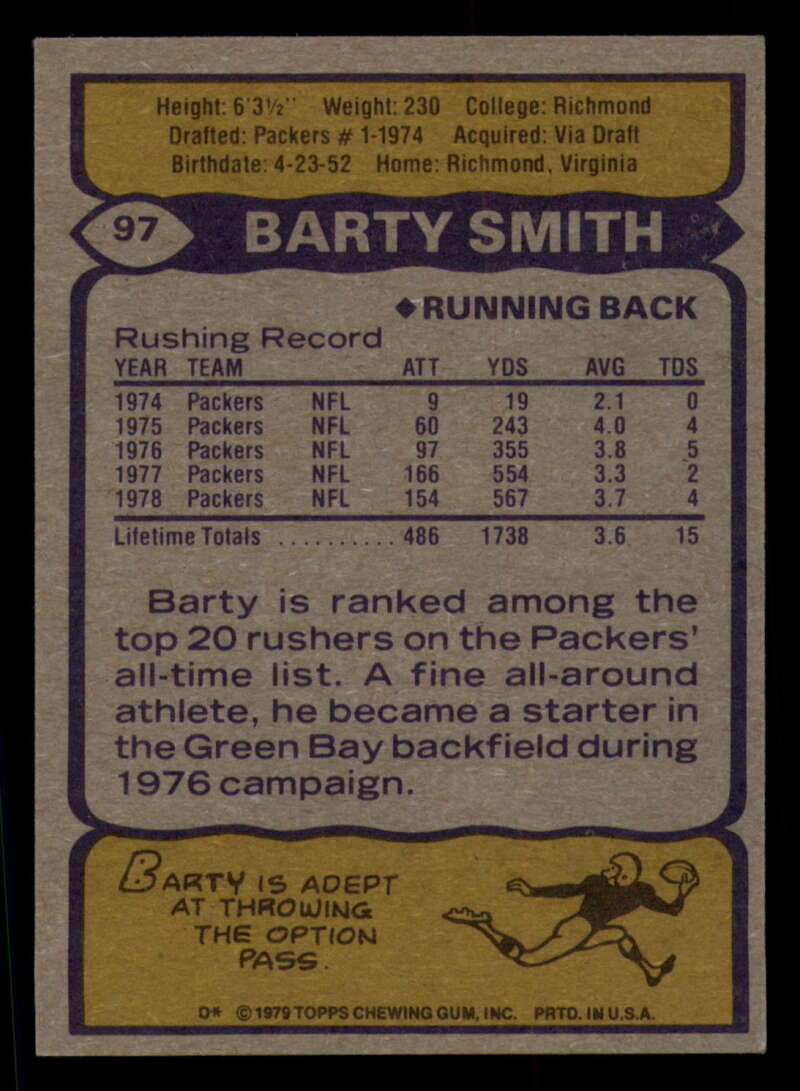 Height: 6'3½" Weight: 230 College: Richmond
Drafted: Packers # 1-1974 Acquired: Via Draft
Birthdate: 4-23-52 Home: Richmond, Virginia
97 BARTY SMITH
◆RUNNING BACK
Rushing Record
YEAR TEAM ATT YDS AVG TDS
1974 Packers NFL 9 19 2.1 0
1975 Packers NFL 60 243 4.0 4
1976 Packers NFL 97 355 3.8 5
1977 Packers NFL 166 554 3.3 2
1978 Packers NFL 154 567 3.7 4
Lifetime Totals .......... 486 1738 3.6 15
Barty is ranked among the
top 20 rushers on the Packers'
all-time list. A fine all-around
athlete, he became a starter in
the Green Bay backfield during
1976 campaign.
BARTY IS ADEPT
AT THROWING
THE OPTION
PASS.
D* ©1979 TOPPS CHEWING GUM, INC. PRTD. IN U.S.A.